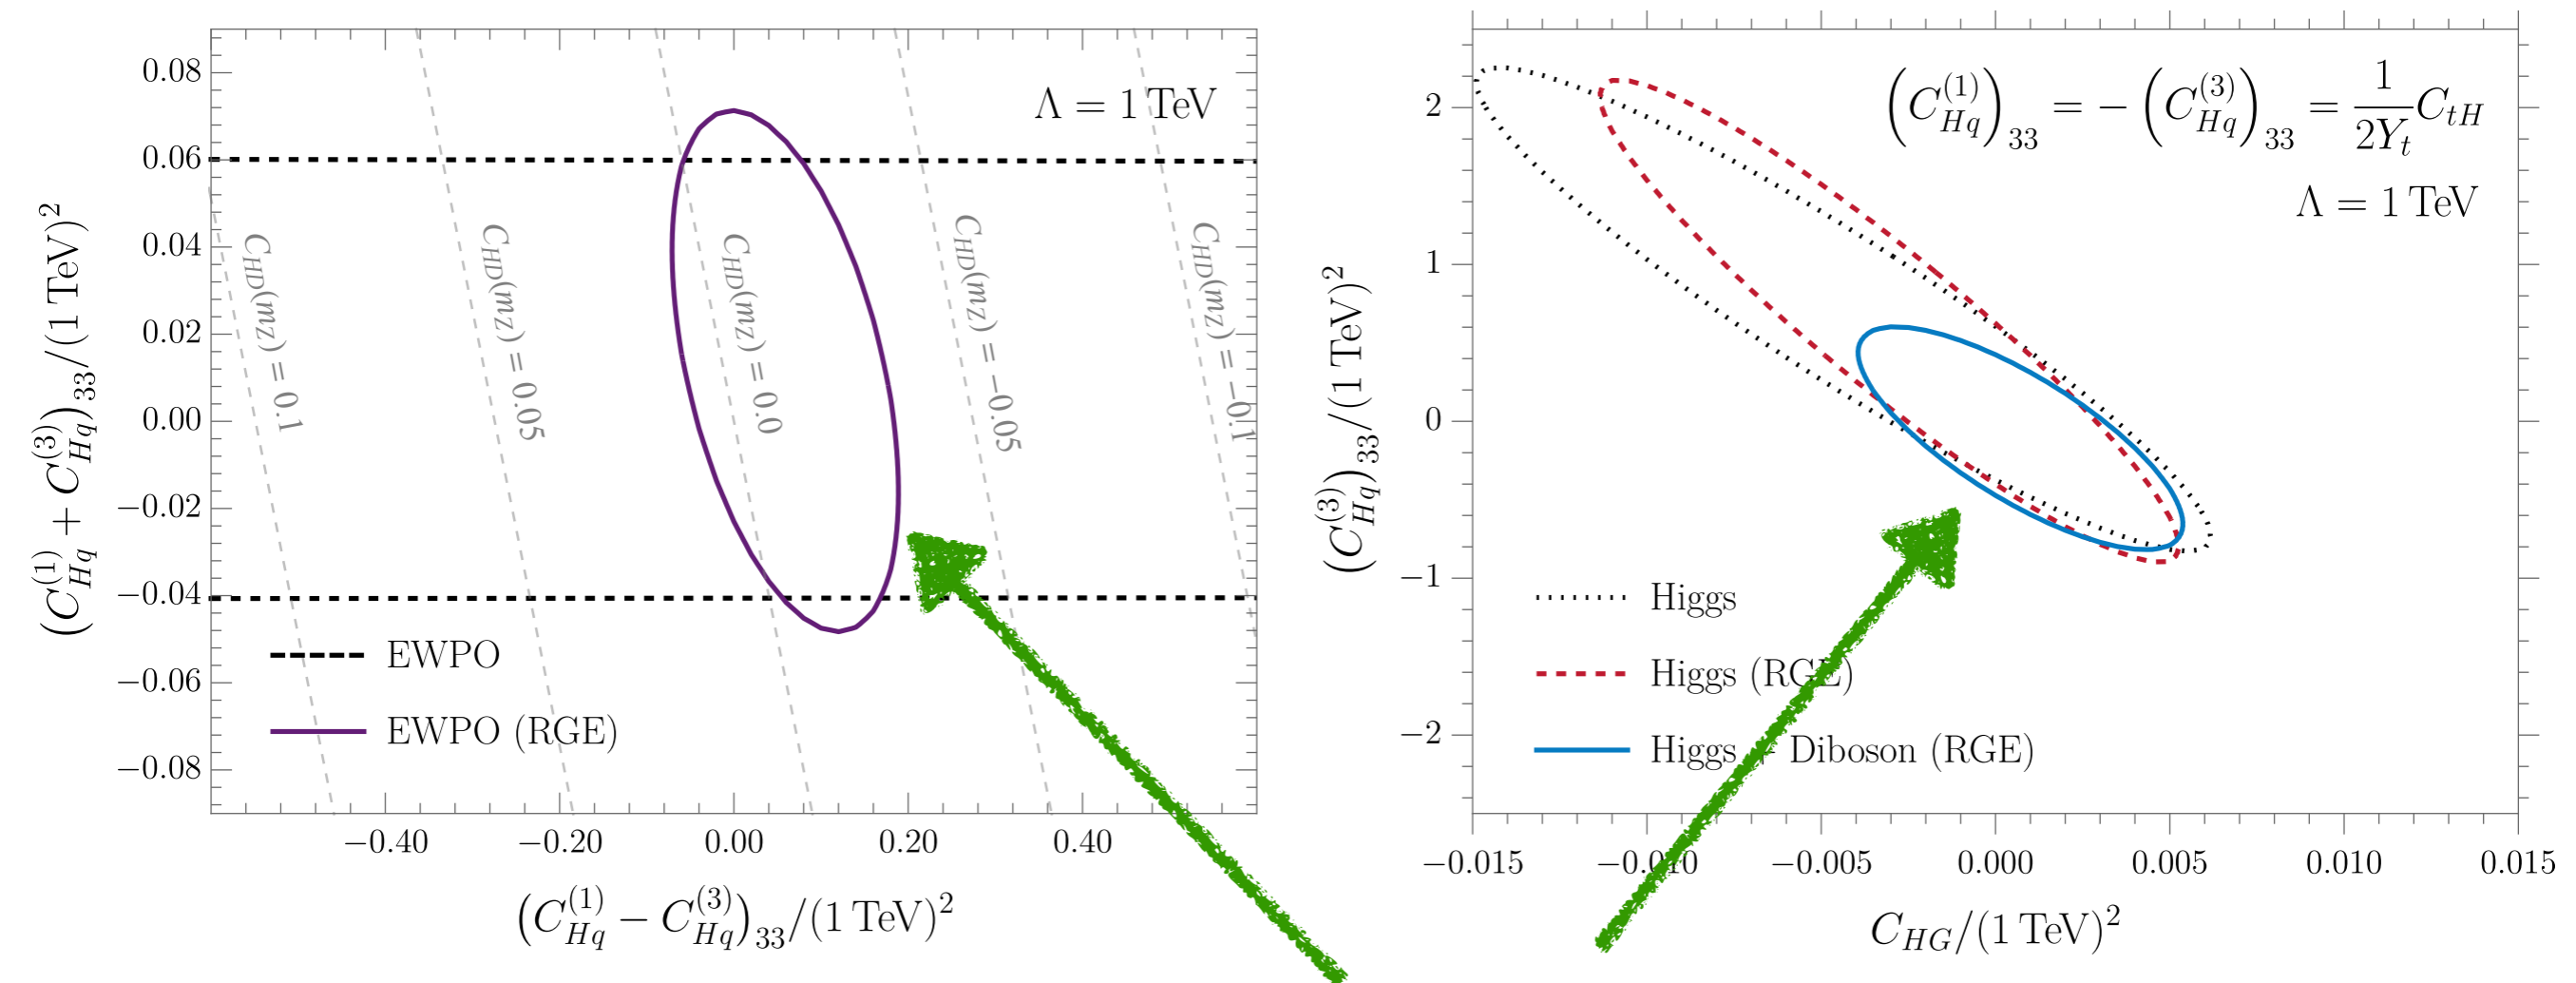 Λ = 1 TeV
0.08
0.06
0.04
0.02
0.00
−0.02
−0.04
−0.06
−0.08
(C_{Hq}^{(1)} + C_{Hq}^{(3)})_{33}/(1 TeV)^2
C_{HD}(m_Z) = 0.1
C_{HD}(m_Z) = 0.05
C_{HD}(m_Z) = 0.0
C_{HD}(m_Z) = −0.05
C_{HD}(m_Z) = −0.1
EWPO
EWPO (RGE)
−0.40
−0.20
0.00
0.20
0.40
(C_{Hq}^{(1)} − C_{Hq}^{(3)})_{33}/(1 TeV)^2
(C_{Hq}^{(1)})_{33} = −(C_{Hq}^{(3)})_{33} = \frac{1}{2Y_t} C_{tH}
Λ = 1 TeV
2
1
0
−1
−2
(C_{Hq}^{(3)})_{33}/(1 TeV)^2
Higgs
Higgs (RGE)
Higgs + Diboson (RGE)
−0.015
−0.010
−0.005
0.000
0.005
0.010
0.015
C_{HG}/(1 TeV)^2